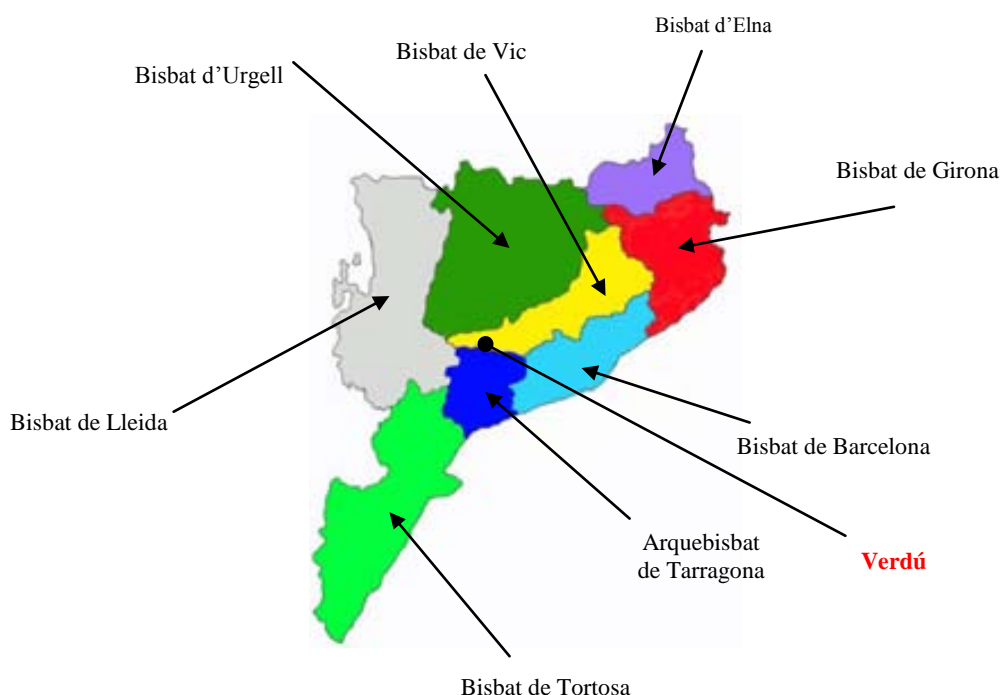 Bisbat d’Elna
Bisbat de Vic
Bisbat d’Urgell
Bisbat de Girona
Bisbat de Lleida
Bisbat de Barcelona
Arquebisbat
de Tarragona
Verdú
Bisbat de Tortosa